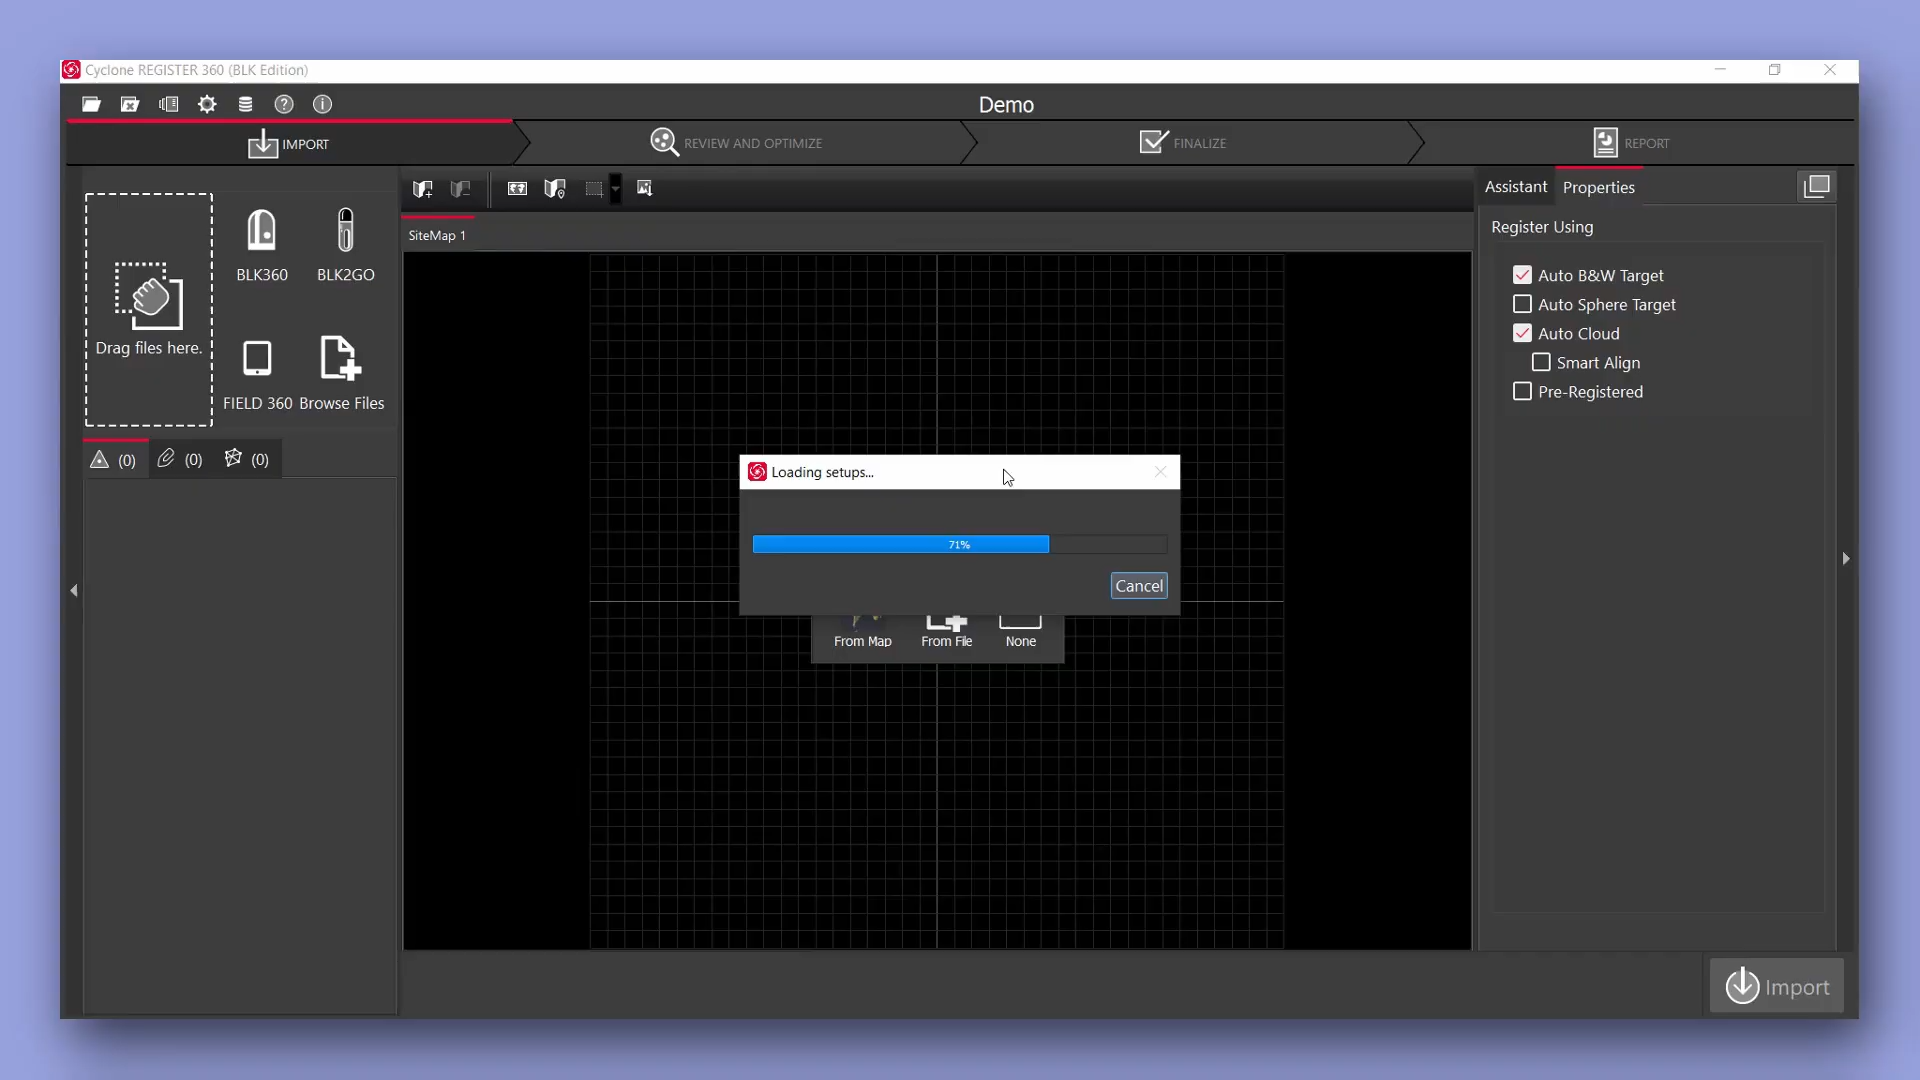 Cyclone REGISTER 360 (BLK Edition)
Demo
IMPORT
REVIEW AND OPTIMIZE
FINALIZE
REPORT
Drag files here.
BLK360
BLK2GO
FIELD 360
Browse Files
(0)
(0)
(0)
SiteMap 1
Loading setups...
71%
Cancel
From Map
From File
None
Assistant
Properties
Register Using
Auto B&W Target
Auto Sphere Target
Auto Cloud
Smart Align
Pre-Registered
Import